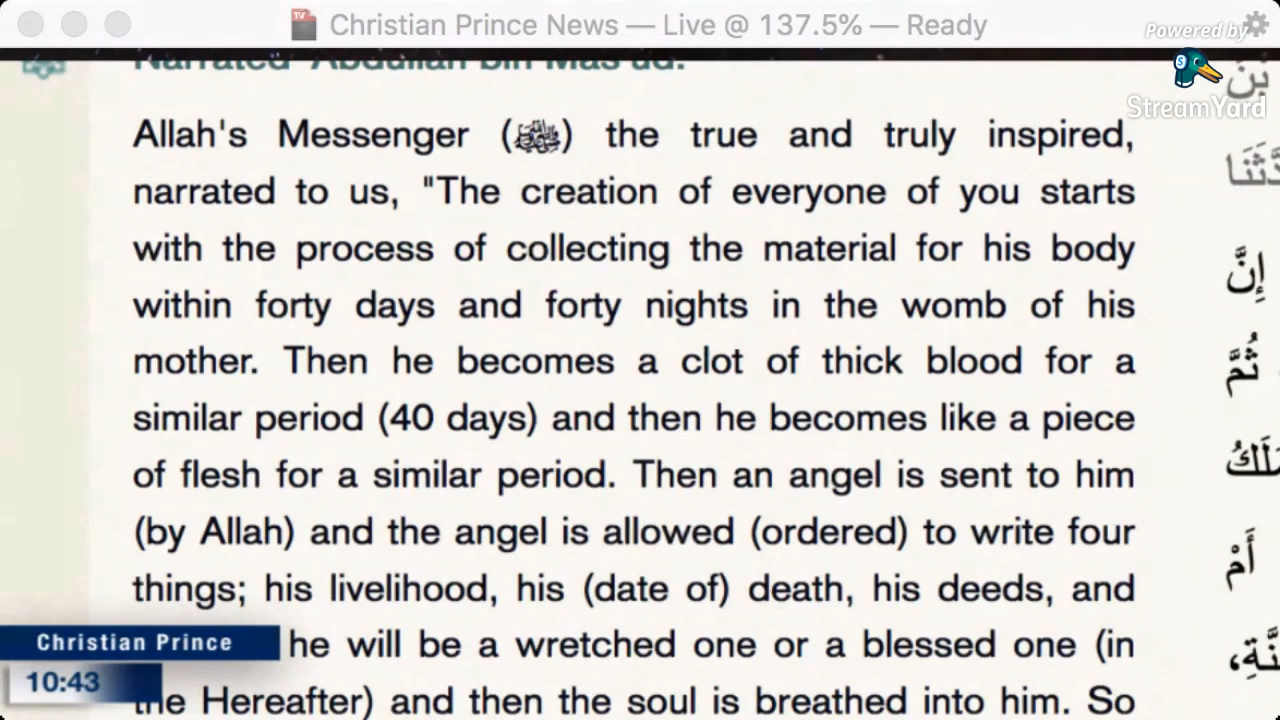 Christian Prince News — Live @ 137.5% — Ready
Powered by
StreamYard
Narrated 'Abdullah bin Mas'ud:
Allah's Messenger (ﷺ) the true and truly inspired,
narrated to us, "The creation of everyone of you starts
with the process of collecting the material for his body
within forty days and forty nights in the womb of his
mother. Then he becomes a clot of thick blood for a
similar period (40 days) and then he becomes like a piece
of flesh for a similar period. Then an angel is sent to him
(by Allah) and the angel is allowed (ordered) to write four
things; his livelihood, his (date of) death, his deeds, and
he will be a wretched one or a blessed one (in
the Hereafter) and then the soul is breathed into him. So
إِنَّ
ثُمَّ
أَمْ
Christian Prince
10:43